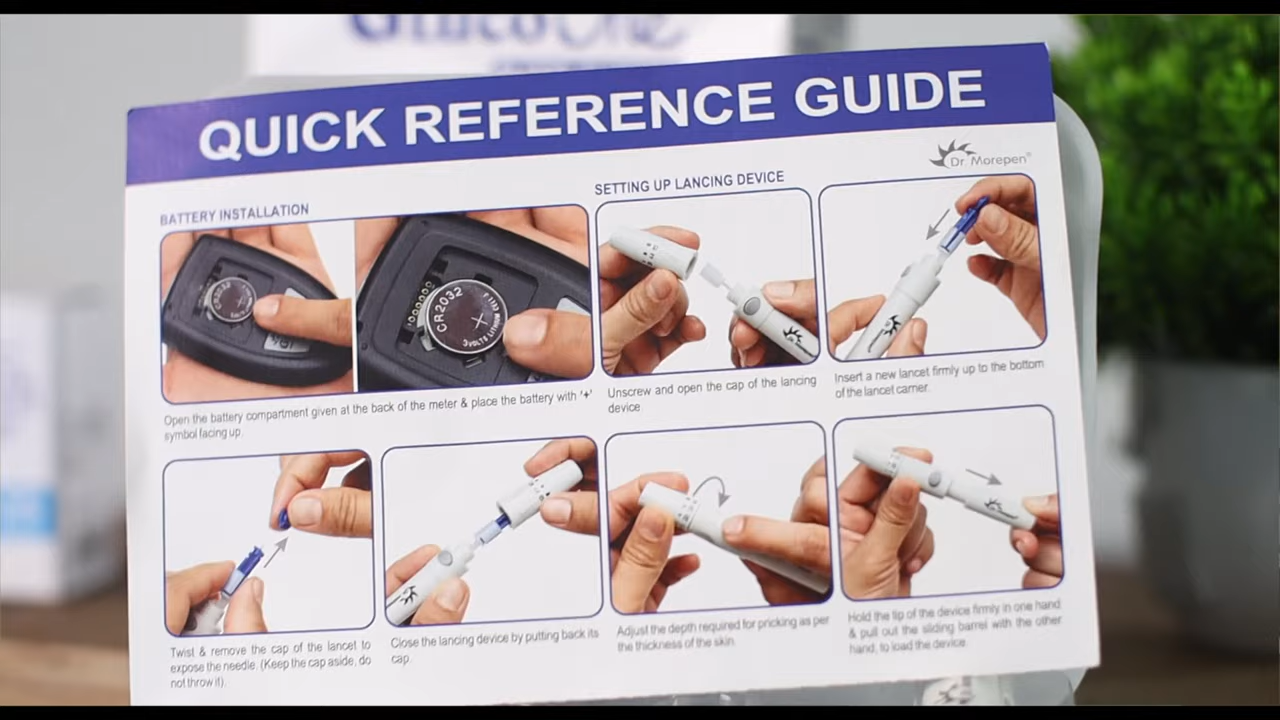 Gluco One
QUICK REFERENCE GUIDE
Dr. Morepen®
BATTERY INSTALLATION
SETTING UP LANCING DEVICE
CR2032
CR2032
3 VOLTS LITHIUM
Open the battery compartment given at the back of the meter & place the battery with '+'
symbol facing up.
Unscrew and open the cap of the lancing
device.
Insert a new lancet firmly up to the bottom
of the lancet carrier.
Twist & remove the cap of the lancet to
expose the needle. (Keep the cap aside, do
not throw it).
Close the lancing device by putting back its
cap.
Adjust the depth required for pricking as per
the thickness of the skin.
Hold the tip of the device firmly in one hand
& pull out the sliding barrel with the other
hand, to load the device.